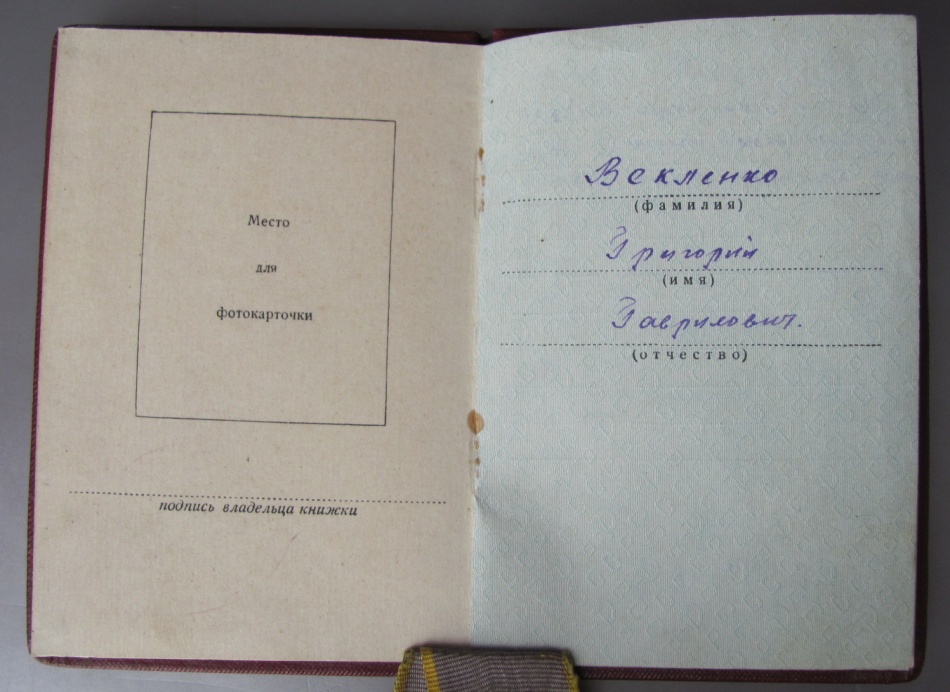 Место
для
фотокарточки
подпись владельца книжки
Векленко
(фамилия)
Григорий
(имя)
Гаврилович.
(отчество)